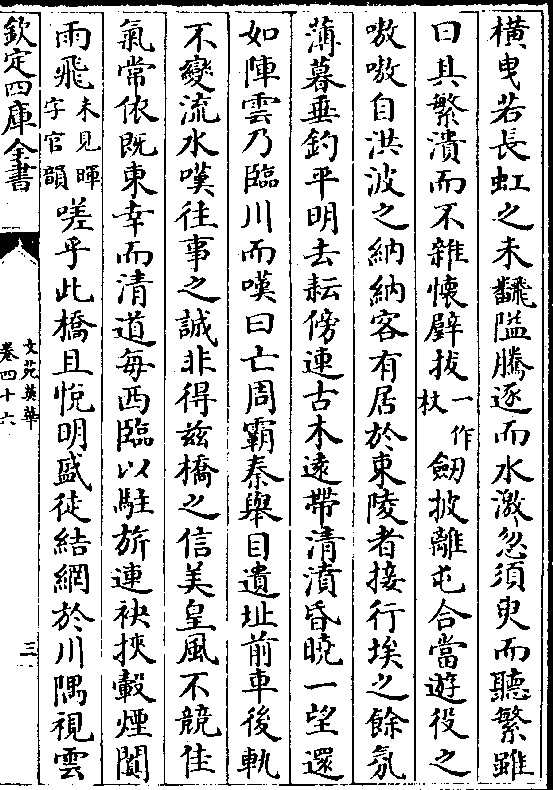 橫曳若長虹之未飜隘騰逐而水激忽須臾而聽繁雖
曰具繁潰而不雜懷壁拔一作杖劔披離屯合當遊役之
嗷嗷自洪波之納納客有居於東陵者接行埃之餘氛
薄暮垂釣平明去耘傍連古木遠帶清濆昏曉一望還
如陣雲乃臨川而嘆曰亡周霸秦舉目遺址前車後軌
不變流水嘆往事之誠非得兹橋之信美皇風不競佳
氣常依既東幸而清道每西臨以駐旂連袂挾轂煙閶
雨飛未見暉字官韻嗟乎此橋且悅明盛徒結網於川隅視雲
欽定四庫全書
文苑英華
卷四十六
三